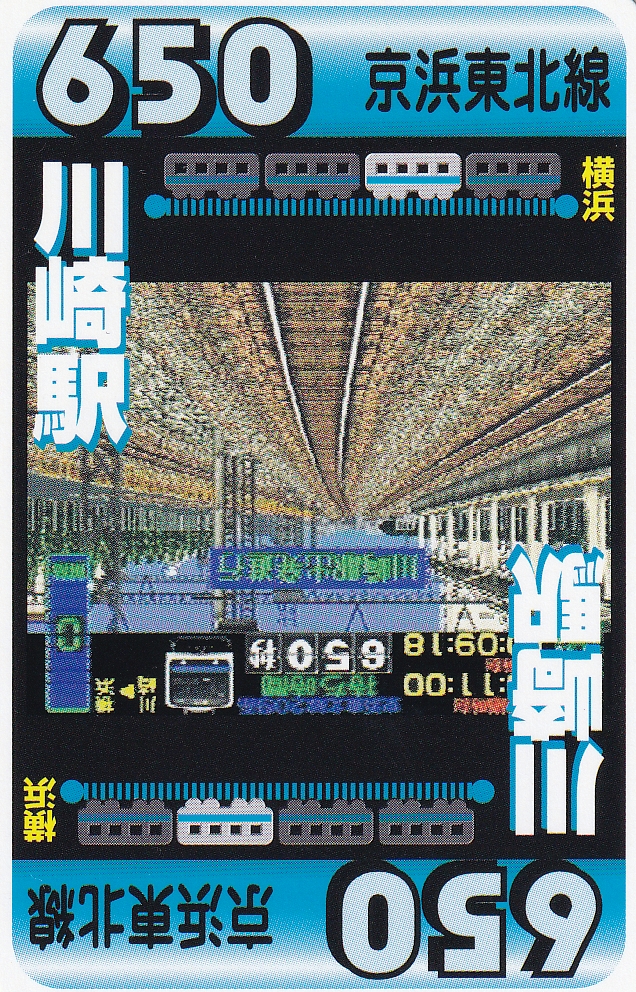 650
京浜東北線
横浜
川崎駅
:11:00
:09:18
待ち時間
650秒
川崎▶横浜
0
川崎駅出発進行
川崎駅
横浜
650
京浜東北線